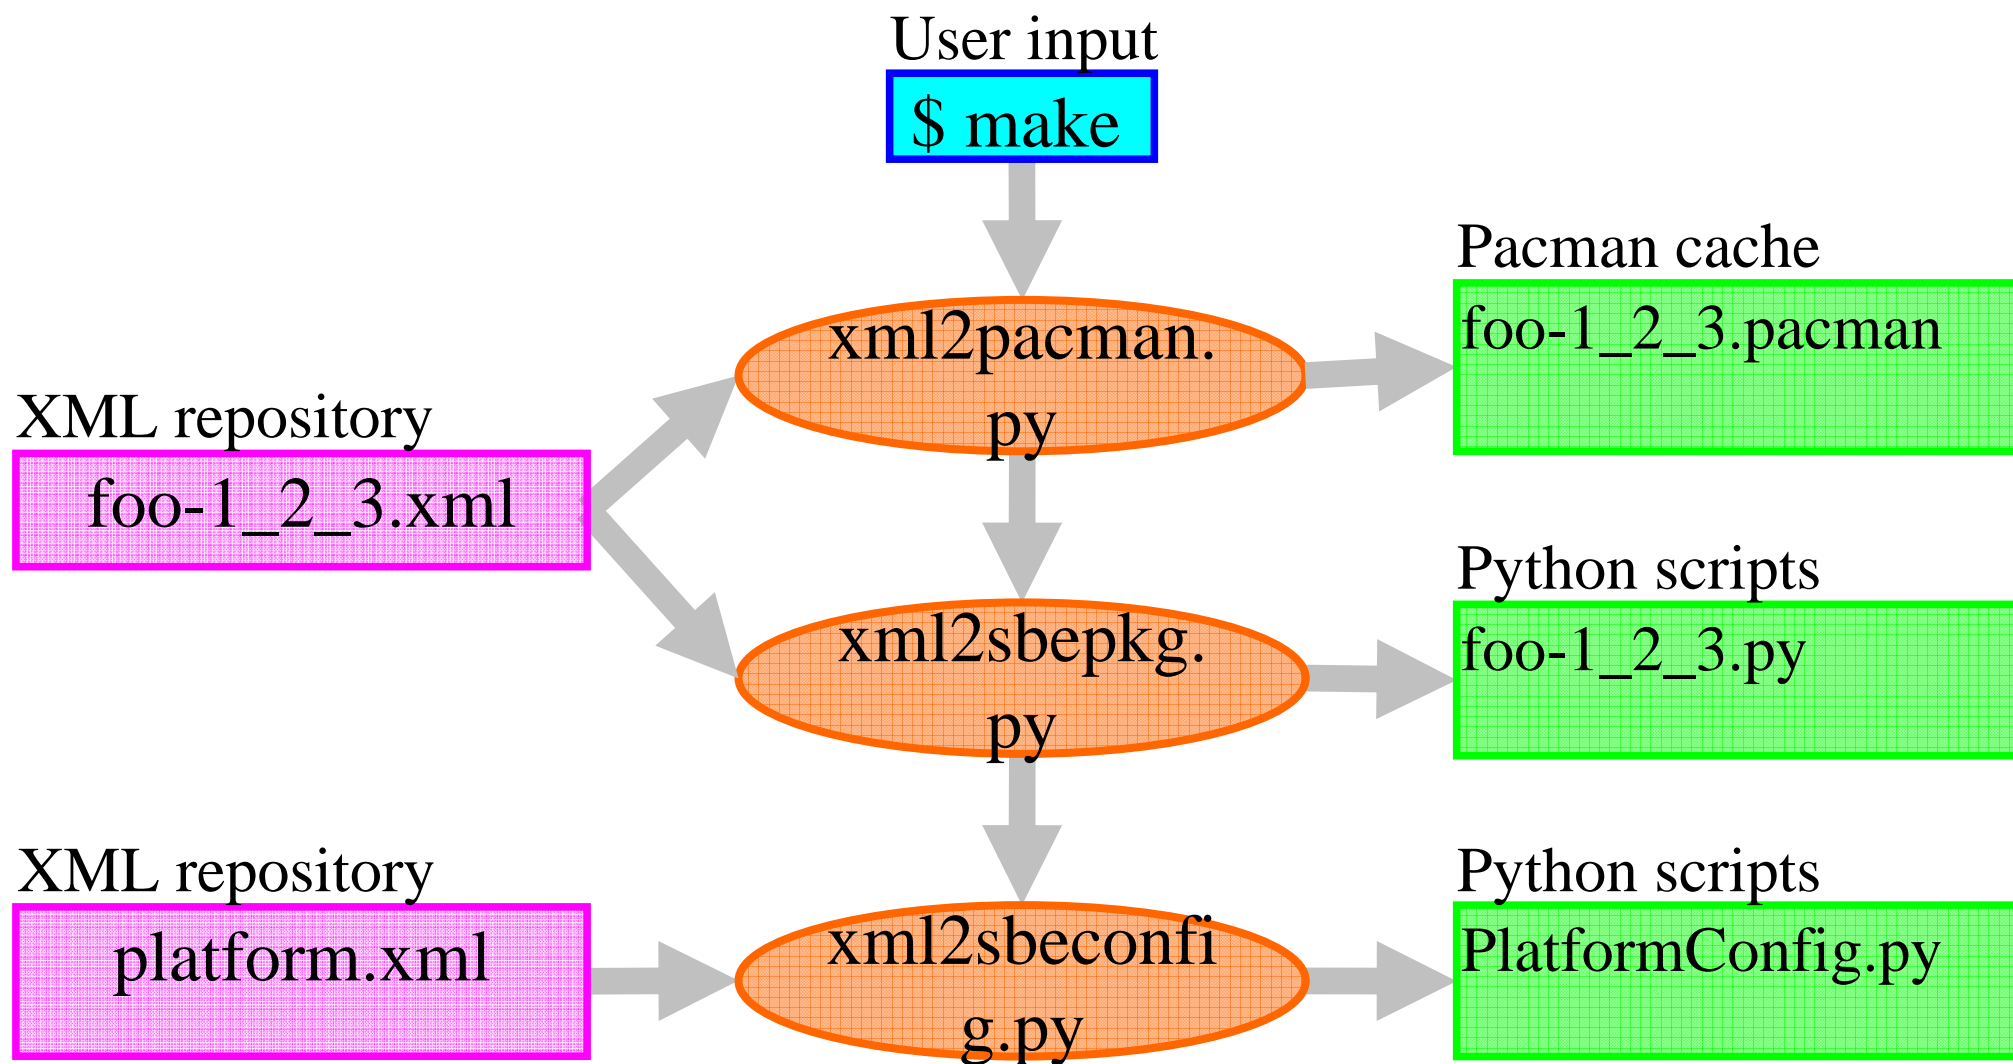 User input
$ make
Pacman cache
xml2pacman.
py
foo-1_2_3.pacman
XML repository
foo-1_2_3.xml
Python scripts
xml2sbepkg.
py
foo-1_2_3.py
XML repository
platform.xml
xml2sbeconfi
g.py
Python scripts
PlatformConfig.py